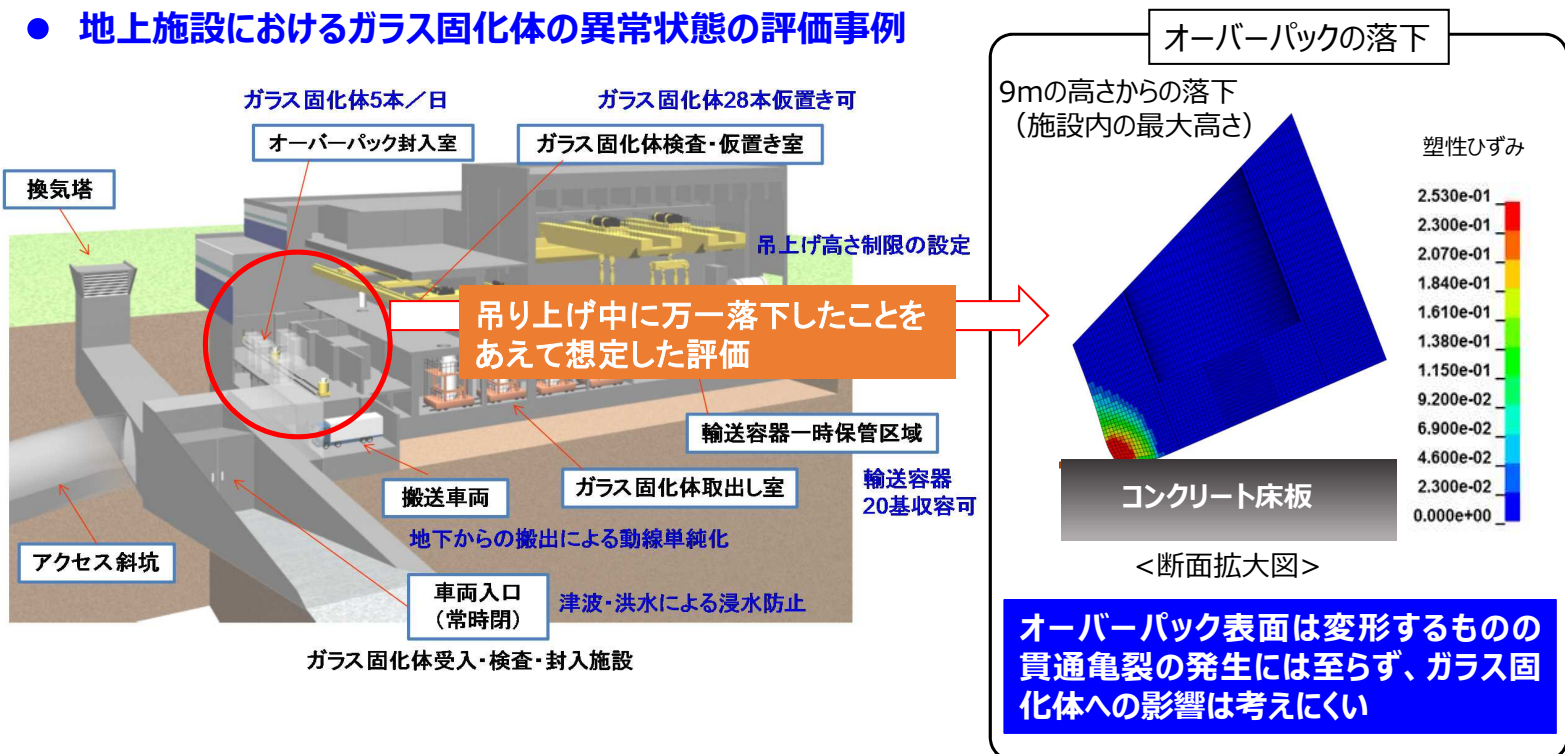 ● 地上施設におけるガラス固化体の異常状態の評価事例
ガラス固化体5本／日
ガラス固化体28本仮置き可
オーバーパック封入室
ガラス固化体検査・仮置き室
換気塔
吊上げ高さ制限の設定
吊り上げ中に万一落下したことを
あえて想定した評価
輸送容器一時保管区域
輸送容器
20基収容可
ガラス固化体取出し室
搬送車両
地下からの搬出による動線単純化
アクセス斜坑
車両入口
（常時閉）
津波・洪水による浸水防止
ガラス固化体受入・検査・封入施設
オーバーパックの落下
9mの高さからの落下
（施設内の最大高さ）
塑性ひずみ
2.530e-01
2.300e-01
2.070e-01
1.840e-01
1.610e-01
1.380e-01
1.150e-01
9.200e-02
6.900e-02
4.600e-02
2.300e-02
0.000e+00
コンクリート床板
<断面拡大図>
オーバーパック表面は変形するものの
貫通亀裂の発生には至らず、ガラス固
化体への影響は考えにくい